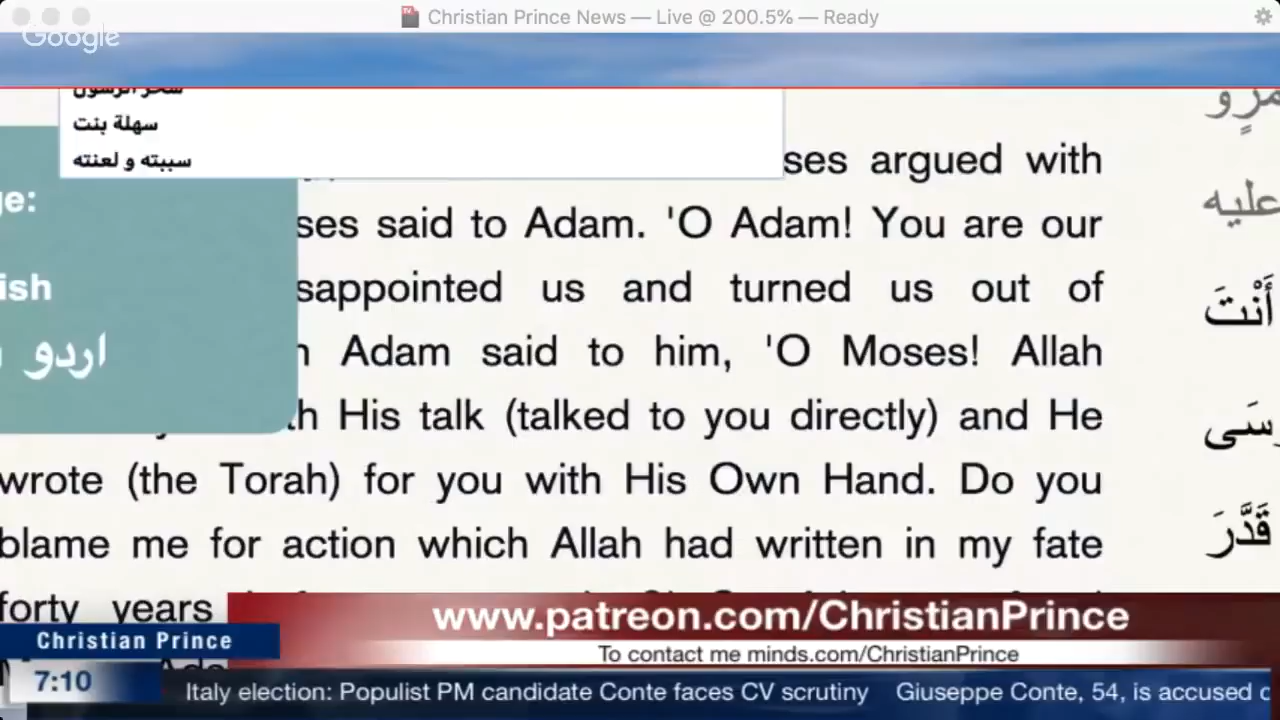 Christian Prince News — Live @ 200.5% — Ready
Google
سهلة بنت
سببته و لعنته
ses argued with
ge:
ses said to Adam. 'O Adam! You are our
ish
sappointed us and turned us out of
اردو
Adam said to him, 'O Moses! Allah
th His talk (talked to you directly) and He
wrote (the Torah) for you with His Own Hand. Do you
blame me for action which Allah had written in my fate
forty years
عليه
أَنْتَ
قَدَّرَ
www.patreon.com/ChristianPrince
Christian Prince
To contact me minds.com/ChristianPrince
7:10
Italy election: Populist PM candidate Conte faces CV scrutiny Giuseppe Conte, 54, is accused